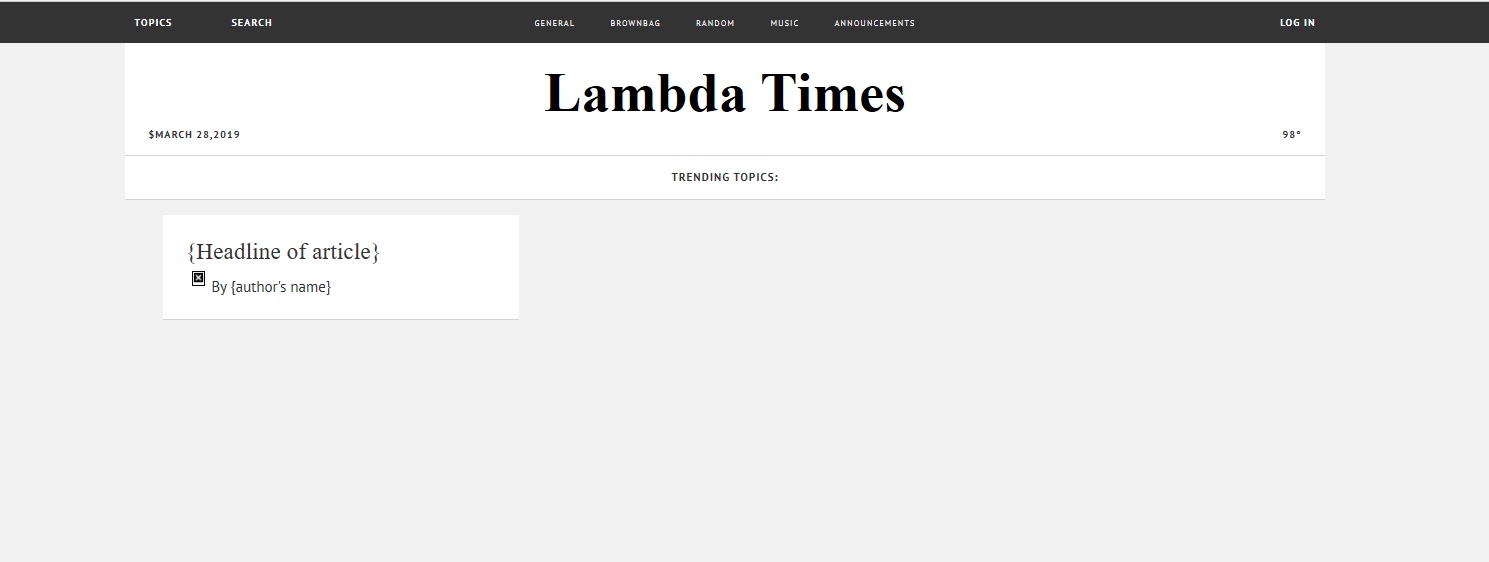 TOPICS SEARCH GENERAL BROWNBAG RANDOM MUSIC ANNOUNCEMENTS LOG IN
Lambda Times
$MARCH 28,2019 98°
TRENDING TOPICS:
{Headline of article}
By {author's name}